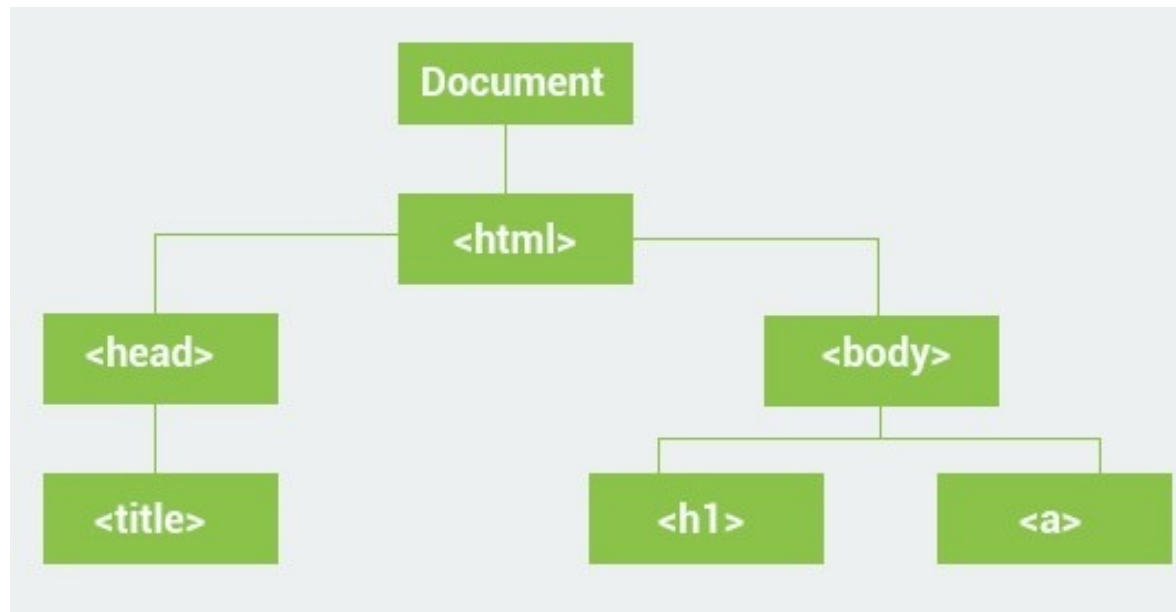 Document
<html>
<head>
<body>
<title>
<h1>
<a>